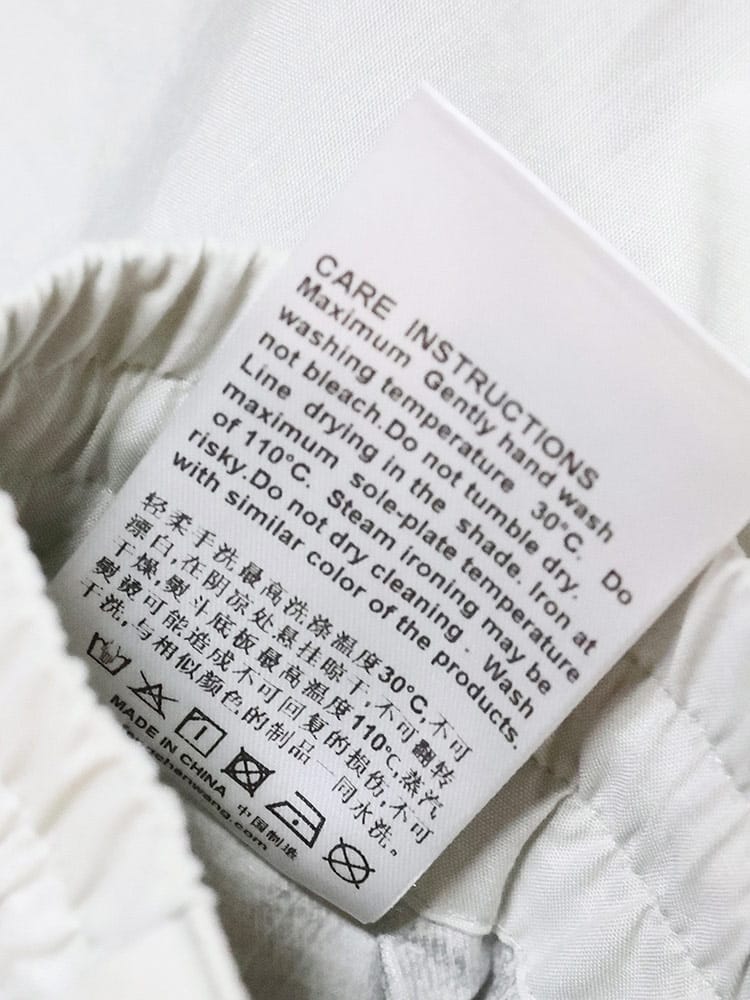 CARE INSTRUCTIONS
Maximum Gently hand wash
washing temperature 30°C. Do
not bleach.Do not tumble dry.
Line drying in the shade. Iron at
maximum sole-plate temperature
of 110°C. Steam ironing may be
risky.Do not dry cleaning . Wash
with similar color of the products.
轻柔手洗最高洗涤温度30°C,不可
漂白,在阴凉处悬挂晾干,不可翻转
干燥,熨斗底板最高温度110°C,蒸汽
熨烫可能造成不可回复的损伤,不可
干洗,与相似颜色的制品一同水洗。
MADE IN CHINA 中国制造
chenwang.com